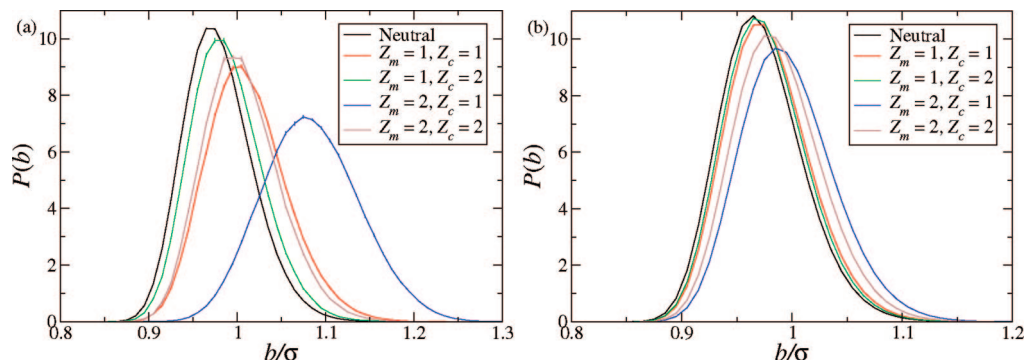 (a)
Neutral
Z_m = 1, Z_c = 1
Z_m = 1, Z_c = 2
Z_m = 2, Z_c = 1
Z_m = 2, Z_c = 2
10
8
6
4
2
0
P(b)
0.8 0.9 1 1.1 1.2 1.3
b/σ
(b)
Neutral
Z_m = 1, Z_c = 1
Z_m = 1, Z_c = 2
Z_m = 2, Z_c = 1
Z_m = 2, Z_c = 2
10
8
6
4
2
0
P(b)
0.8 0.9 1 1.1 1.2
b/σ